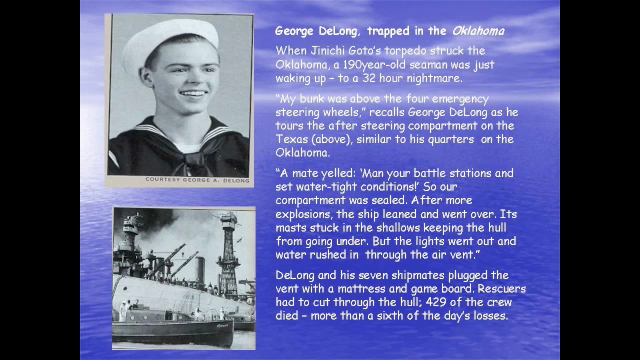 George DeLong, trapped in the Oklahoma
When Jinichi Goto's torpedo struck the
Oklahoma, a 190year-old seaman was just
waking up – to a 32 hour nightmare.
"My bunk was above the four emergency
steering wheels," recalls George DeLong as he
tours the after steering compartment on the
Texas (above), similar to his quarters on the
Oklahoma.
"A mate yelled: 'Man your battle stations and
set water-tight conditions!' So our
compartment was sealed. After more
explosions, the ship leaned and went over. Its
masts stuck in the shallows keeping the hull
from going under. But the lights went out and
water rushed in through the air vent."
DeLong and his seven shipmates plugged the
vent with a mattress and game board. Rescuers
had to cut through the hull; 429 of the crew
died – more than a sixth of the day's losses.
COURTESY GEORGE A. DELONG